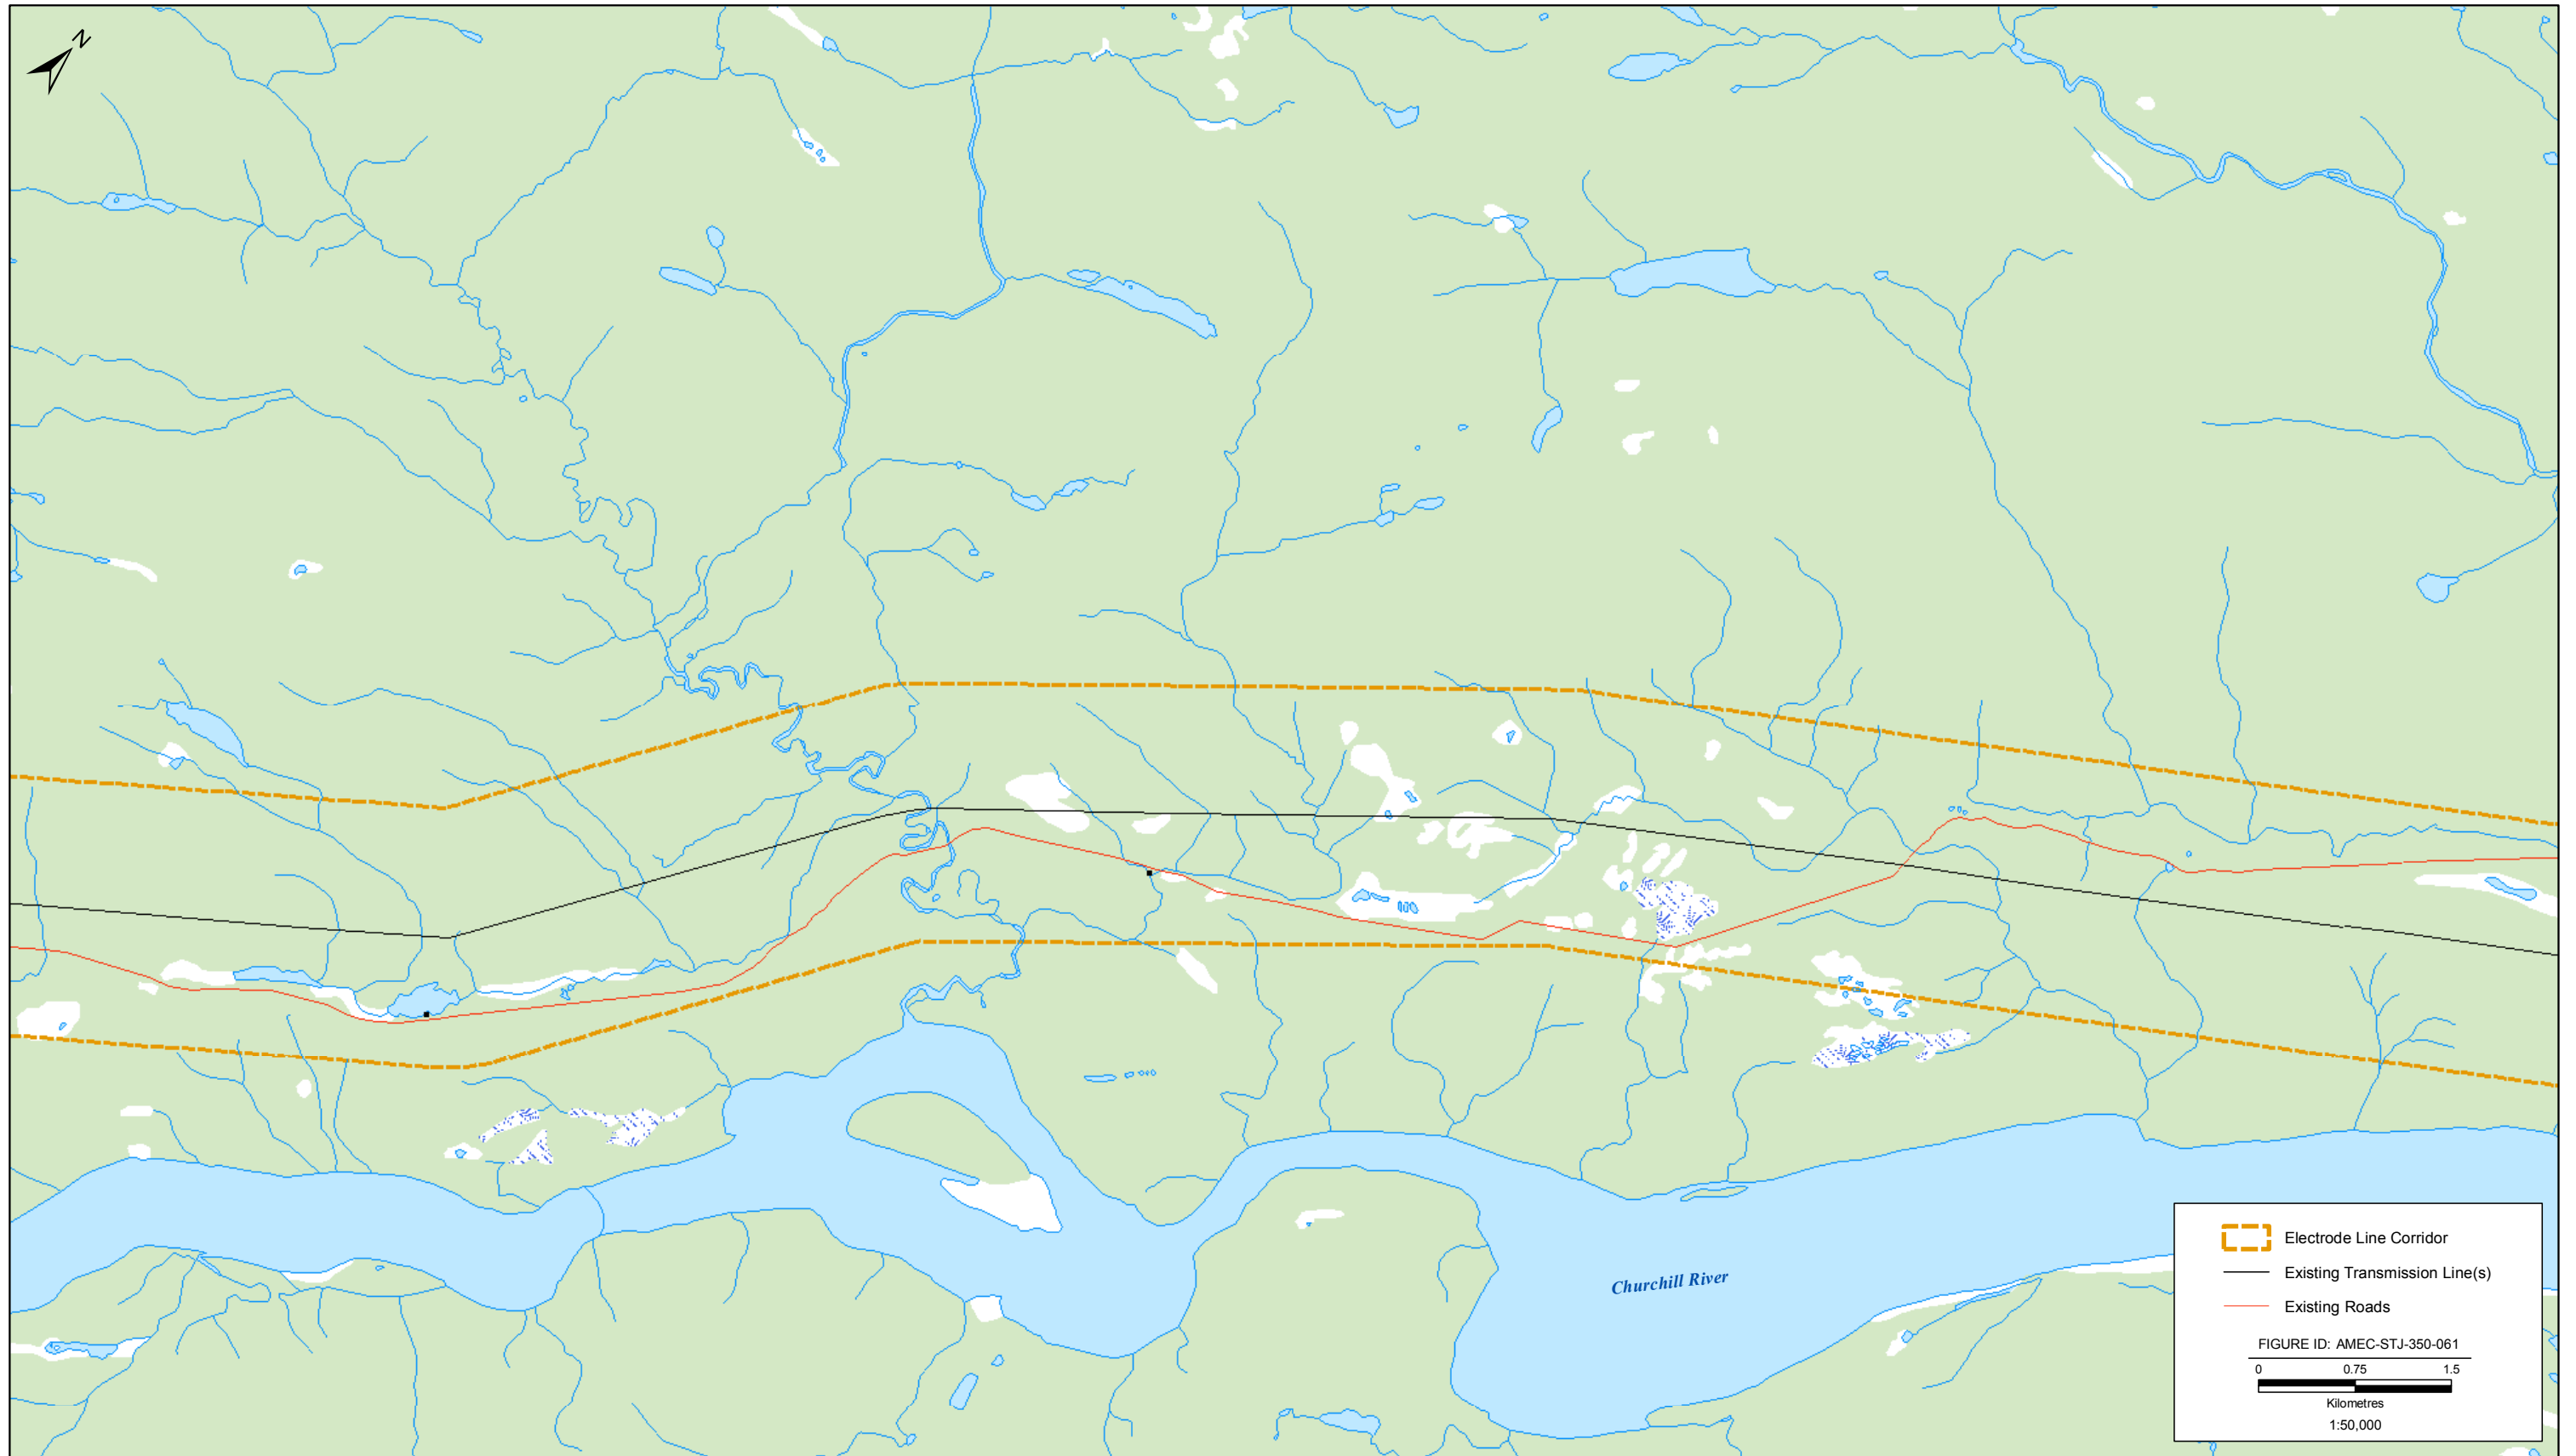 N
Churchill River
Electrode Line Corridor
Existing Transmission Line(s)
Existing Roads
FIGURE ID: AMEC-STJ-350-061
0 0.75 1.5
Kilometres
1:50,000